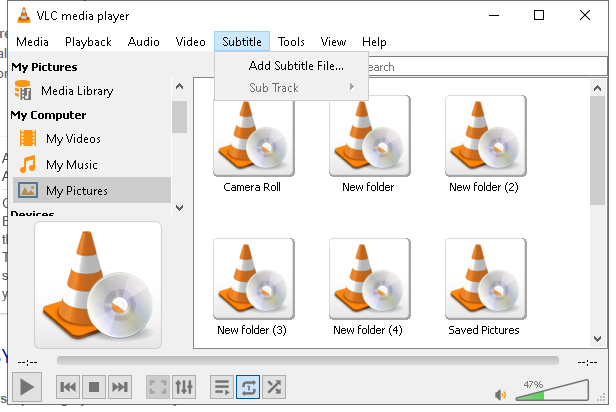 VLC media player
Media Playback Audio Video Subtitle Tools View Help
Add Subtitle File...
Sub Track
My Pictures
Media Library
My Computer
My Videos
My Music
My Pictures
Devices
Camera Roll
New folder
New folder (2)
New folder (3)
New folder (4)
Saved Pictures
--:--
--:--
47%